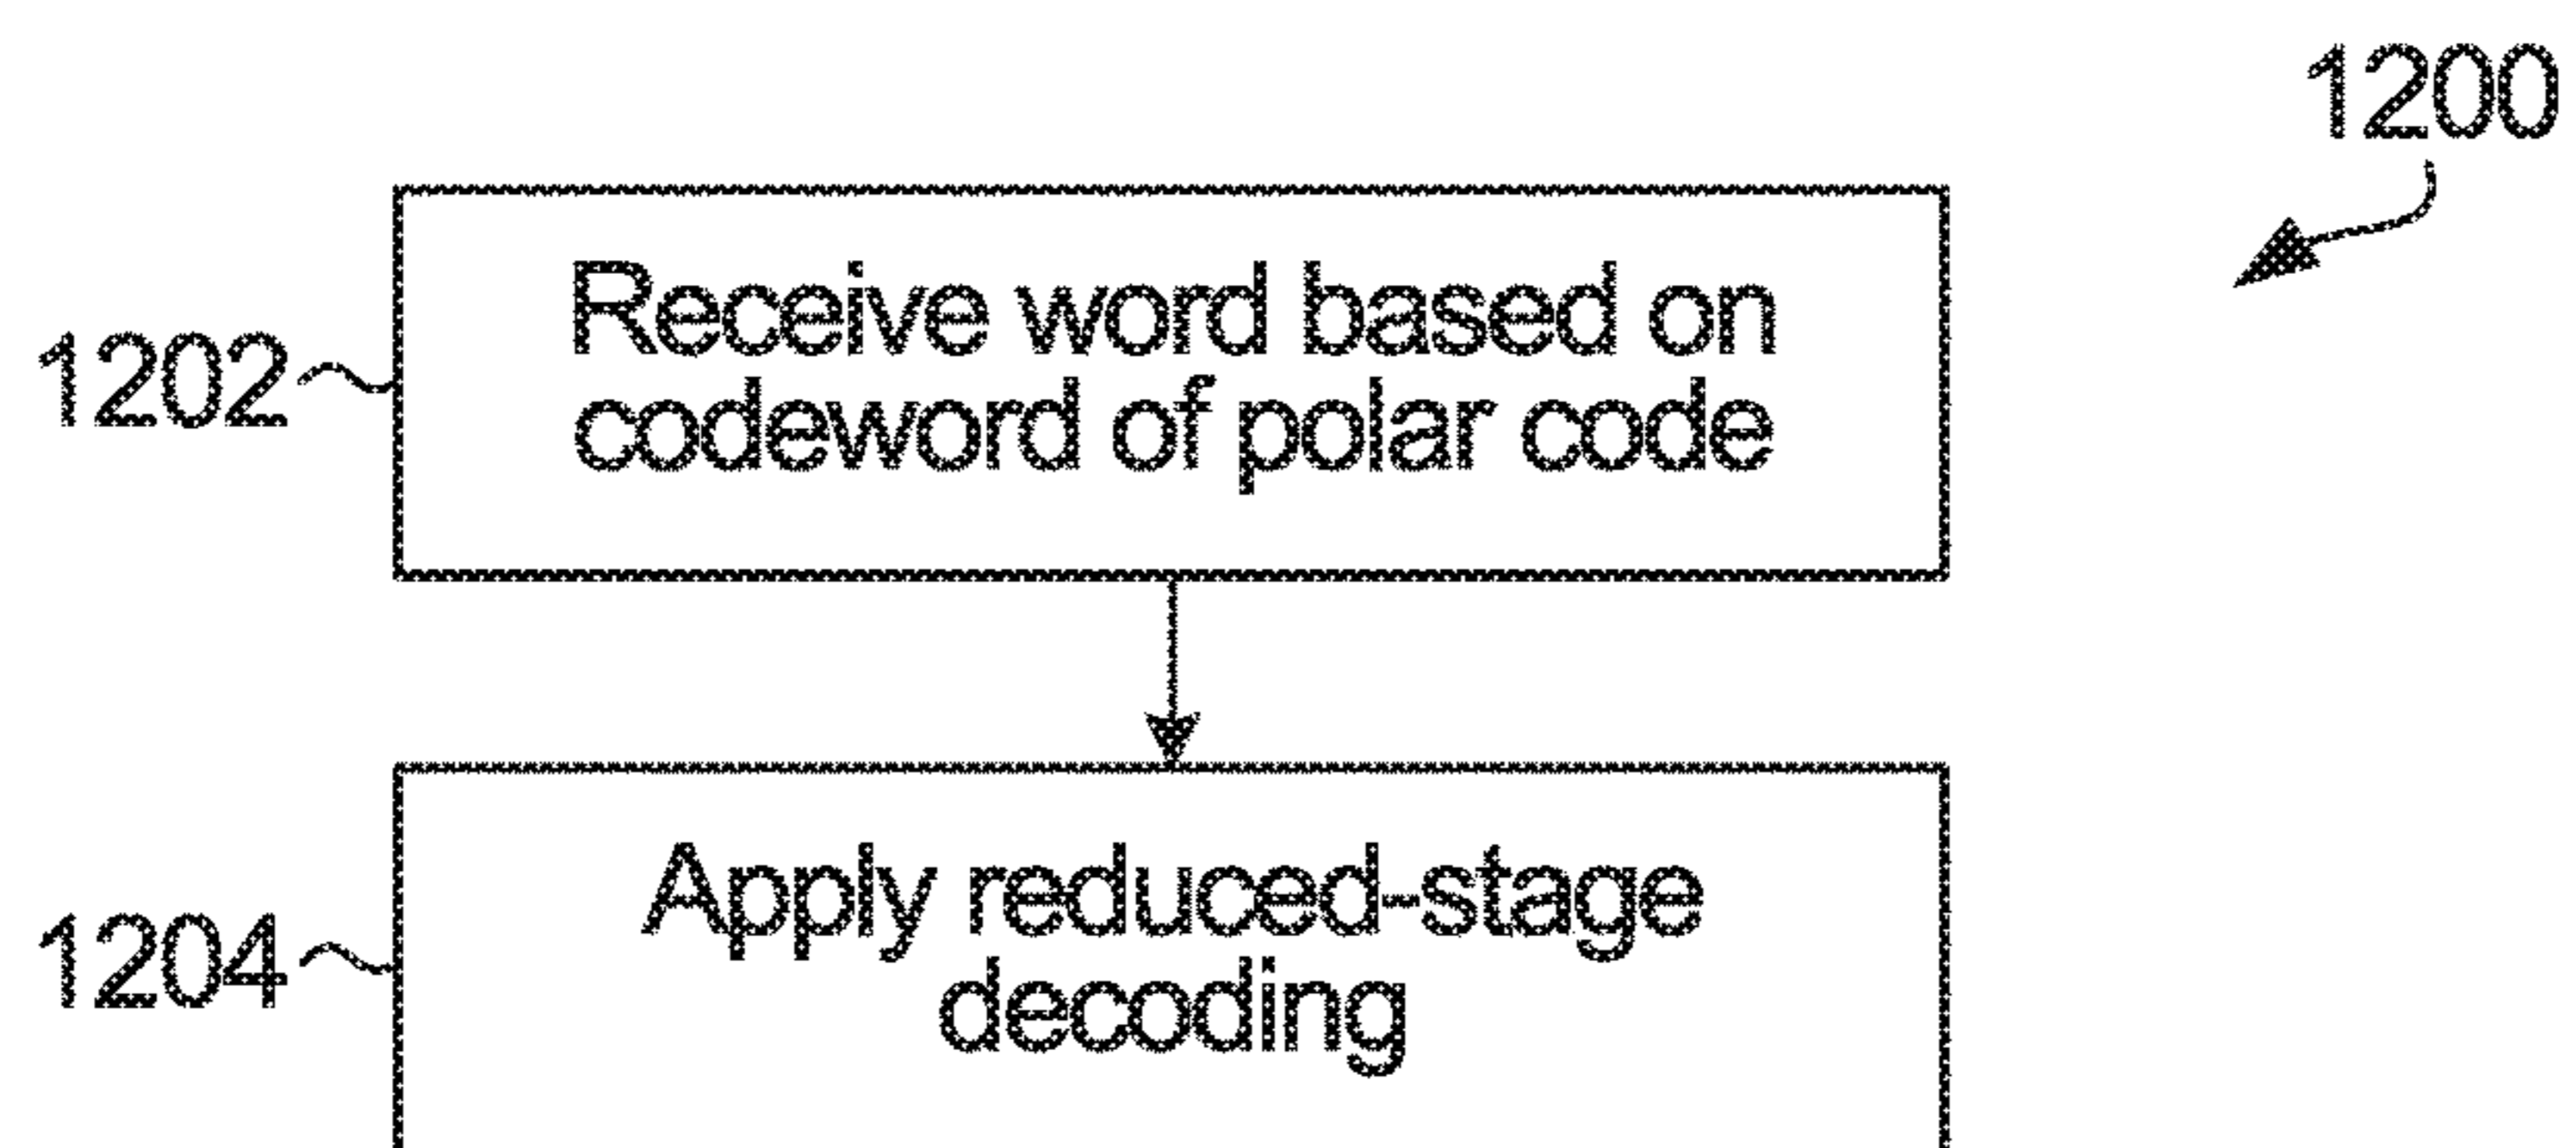 1200
1202
Receive word based on
codeword of polar code
1204
Apply reduced-stage
decoding